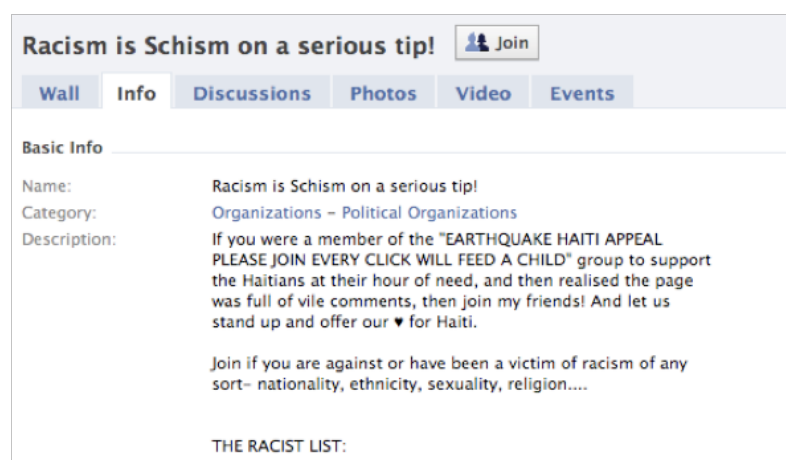 Racism is Schism on a serious tip! Join
Wall Info Discussions Photos Video Events
Basic Info
Name: Racism is Schism on a serious tip!
Category: Organizations – Political Organizations
Description: If you were a member of the "EARTHQUAKE HAITI APPEAL
PLEASE JOIN EVERY CLICK WILL FEED A CHILD" group to support
the Haitians at their hour of need, and then realised the page
was full of vile comments, then join my friends! And let us
stand up and offer our ♥ for Haiti.
Join if you are against or have been a victim of racism of any
sort– nationality, ethnicity, sexuality, religion....
THE RACIST LIST: